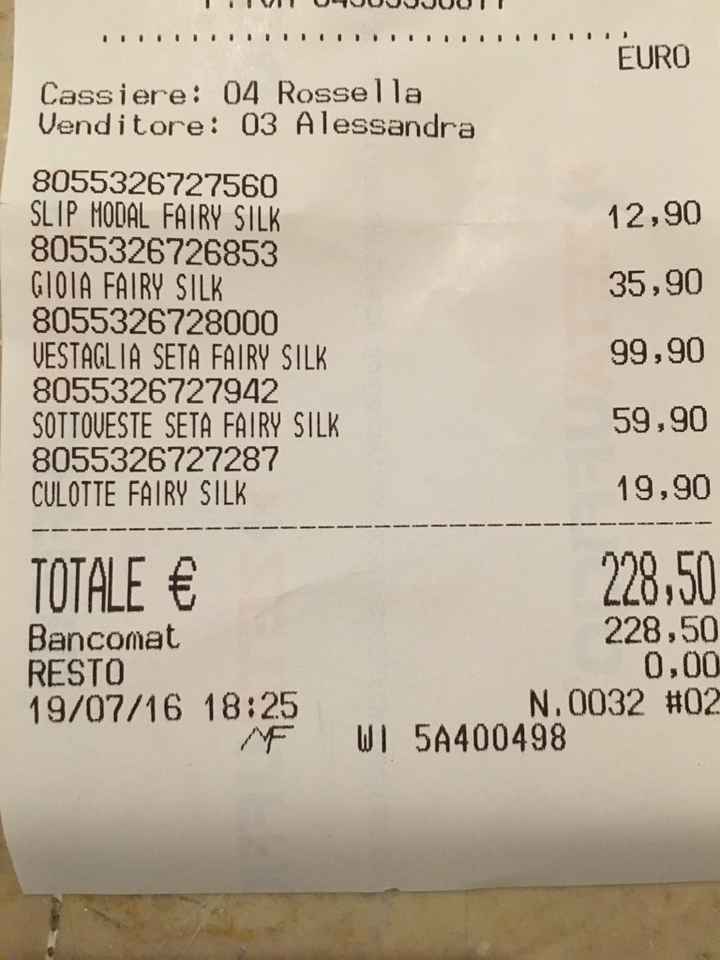 EURO
Cassiere: 04 Rossella
Venditore: 03 Alessandra
8055326727560
SLIP MODAL FAIRY SILK 12,90
8055326726853
GIOIA FAIRY SILK 35,90
8055326728000
VESTAGLIA SETA FAIRY SILK 99,90
8055326727942
SOTTOVESTE SETA FAIRY SILK 59,90
8055326727287
CULOTTE FAIRY SILK 19,90
TOTALE € 228,50
Bancomat 228,50
RESTO 0,00
19/07/16 18:25 N.0032 #02
MF WI 5A400498